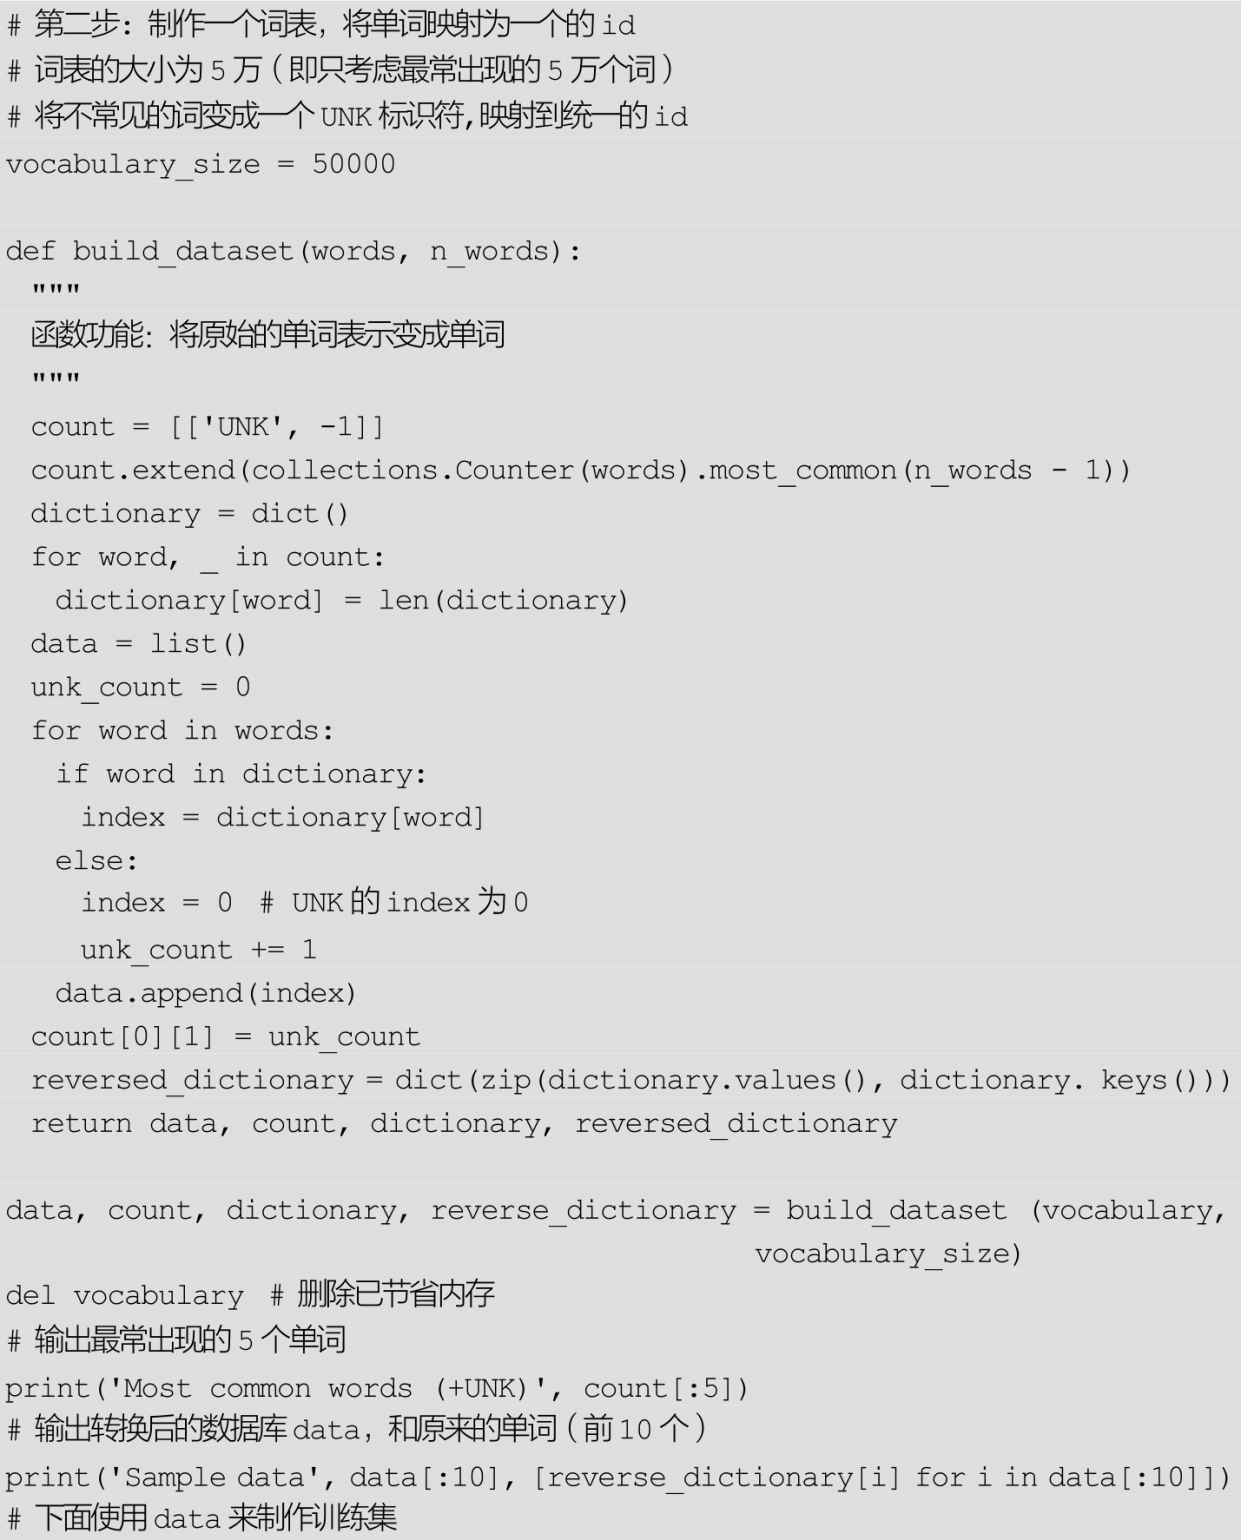 # 第二步：制作一个词表，将单词映射为一个的 id
# 词表的大小为 5 万（即只考虑最常出现的 5 万个词）
# 将不常见的词变成一个 UNK 标识符,映射到统一的 id
vocabulary_size = 50000
def build_dataset(words, n_words):
"""
函数功能：将原始的单词表示变成单词
"""
count = [['UNK', -1]]
count.extend(collections.Counter(words).most_common(n_words - 1))
dictionary = dict()
for word, _ in count:
dictionary[word] = len(dictionary)
data = list()
unk_count = 0
for word in words:
if word in dictionary:
index = dictionary[word]
else:
index = 0 # UNK 的 index 为 0
unk_count += 1
data.append(index)
count[0][1] = unk_count
reversed_dictionary = dict(zip(dictionary.values(), dictionary. keys()))
return data, count, dictionary, reversed_dictionary
data, count, dictionary, reverse_dictionary = build_dataset (vocabulary,
vocabulary_size)
del vocabulary # 删除已节省内存
# 输出最常出现的 5 个单词
print('Most common words (+UNK)', count[:5])
# 输出转换后的数据库 data，和原来的单词（前 10 个）
print('Sample data', data[:10], [reverse_dictionary[i] for i in data[:10]])
# 下面使用 data 来制作训练集